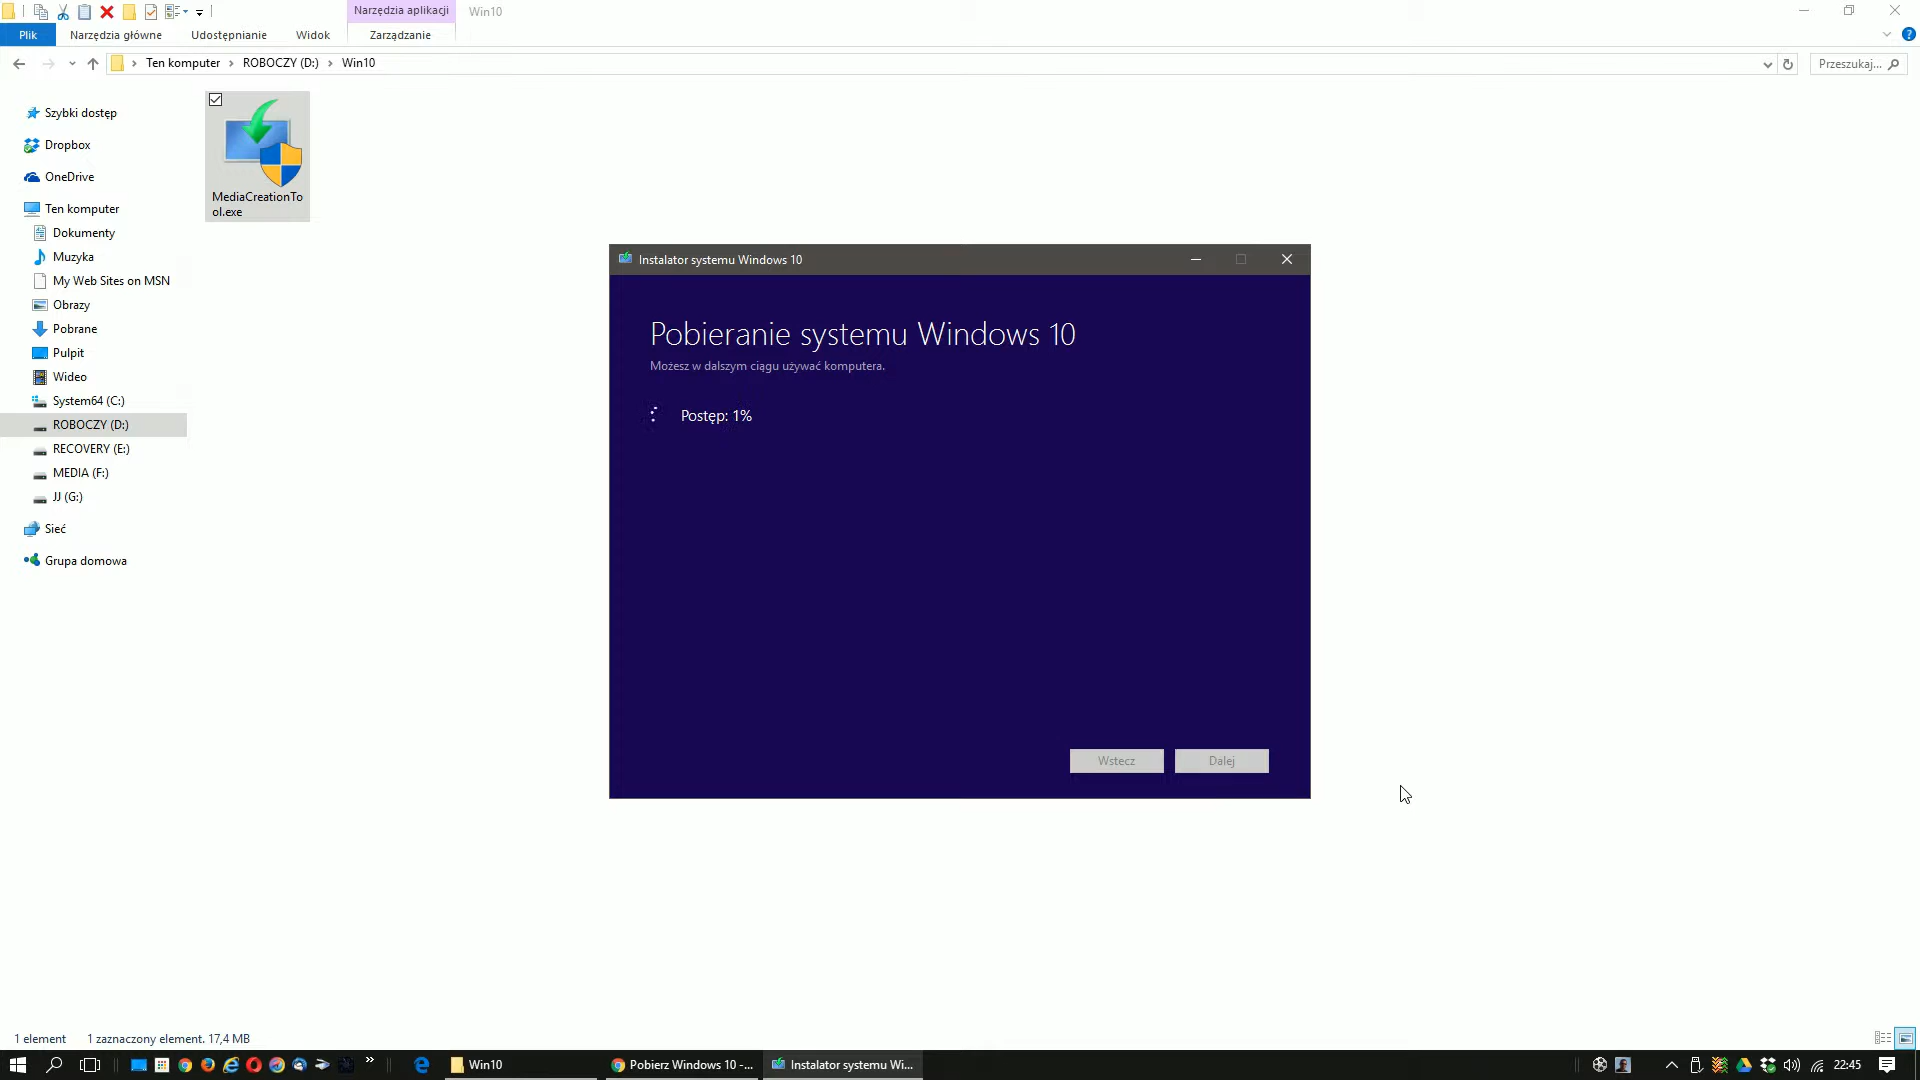 Narzędzia aplikacji
Win10
Plik
Narzędzia główne
Udostępnianie
Widok
Zarządzanie
Ten komputer
ROBOCZY (D:)
Win10
Przeszukaj...
Szybki dostęp
Dropbox
OneDrive
Ten komputer
Dokumenty
Muzyka
My Web Sites on MSN
Obrazy
Pobrane
Pulpit
Wideo
System64 (C:)
ROBOCZY (D:)
RECOVERY (E:)
MEDIA (F:)
JJ (G:)
Sieć
Grupa domowa
MediaCreationTo
ol.exe
Instalator systemu Windows 10
Pobieranie systemu Windows 10
Możesz w dalszym ciągu używać komputera.
Postęp: 1%
Wstecz
Dalej
1 element
1 zaznaczony element. 17,4 MB
Win10
Pobierz Windows 10 -...
Instalator systemu Wi...
22:45